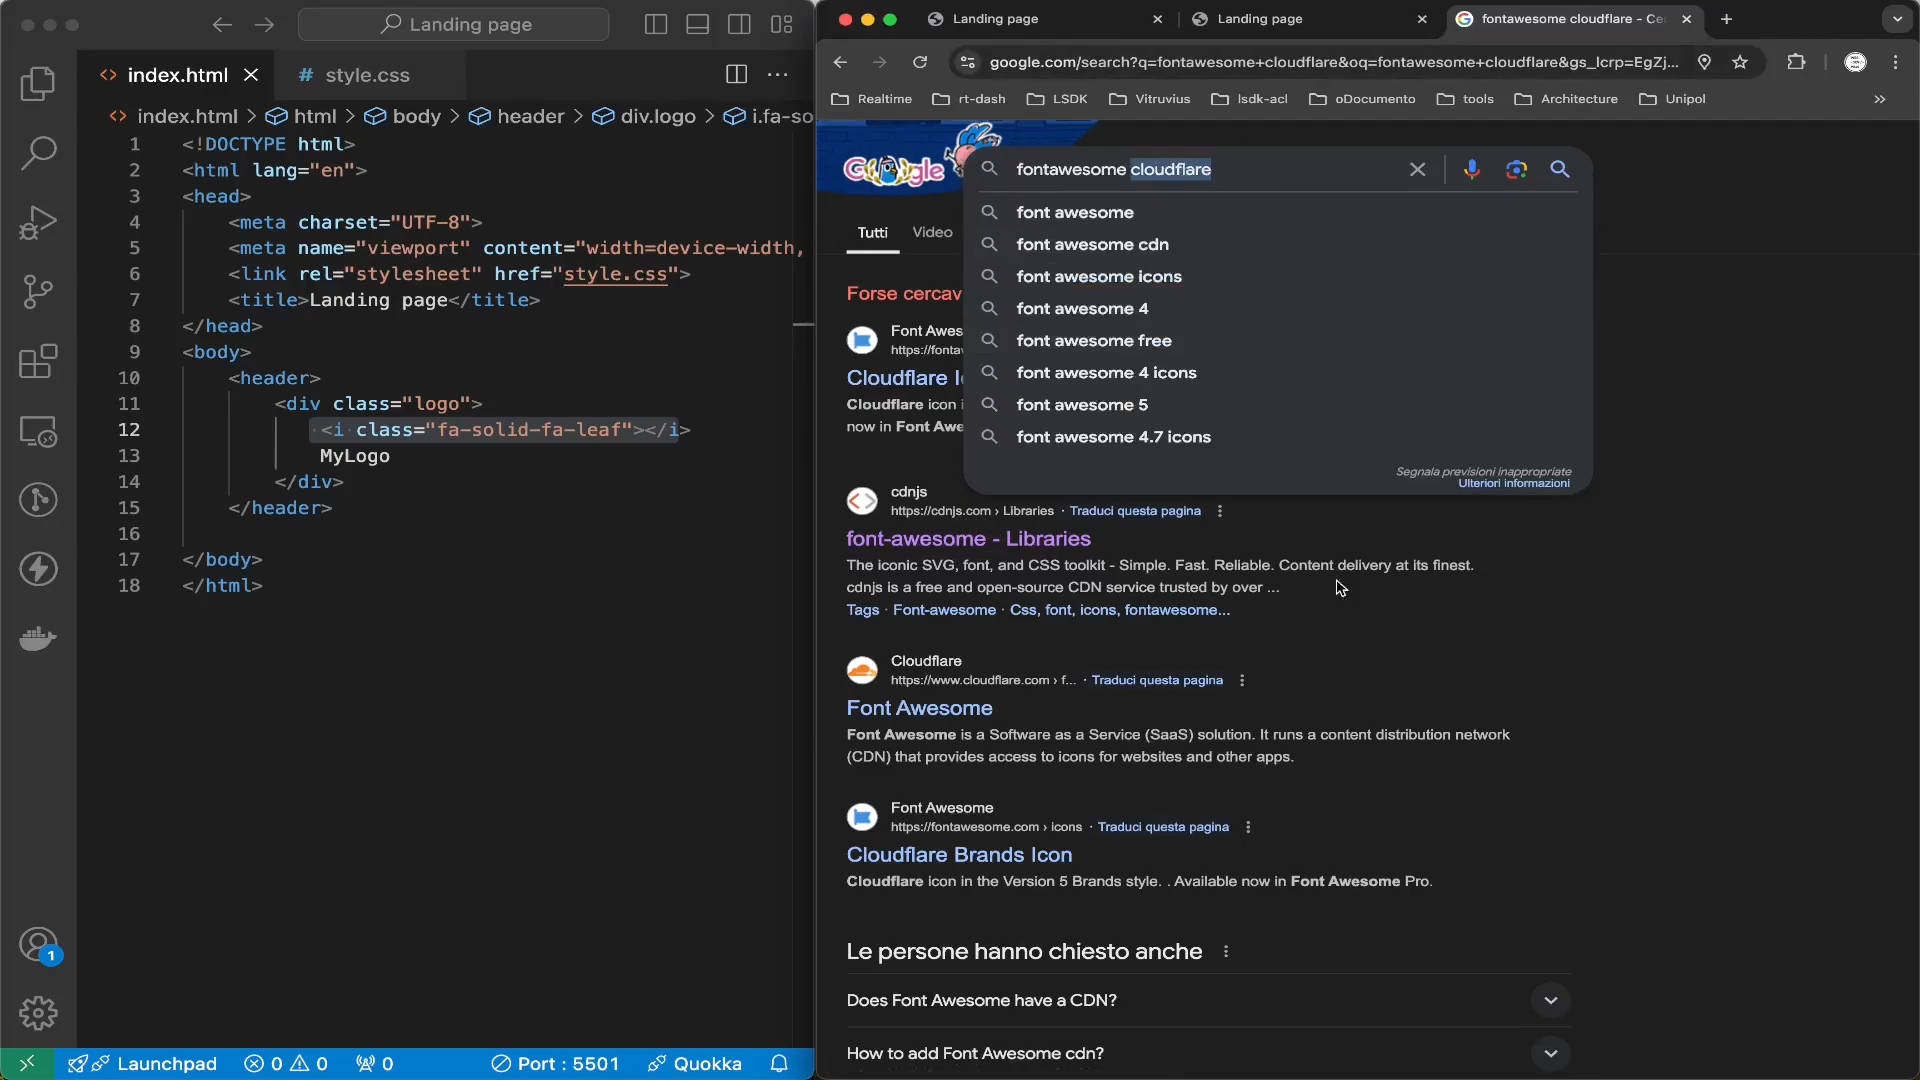 Landing page
index.html
# style.css
index.html > html > body > header > div.logo > i.fa-so
1 <!DOCTYPE html>
2 <html lang="en">
3 <head>
4 <meta charset="UTF-8">
5 <meta name="viewport" content="width=device-width,
6 <link rel="stylesheet" href="style.css">
7 <title>Landing page</title>
8 </head>
9 <body>
10 <header>
11 <div class="logo">
12 <i class="fa-solid-fa-leaf"></i>
13 MyLogo
14 </div>
15 </header>
16
17 </body>
18 </html>
1
Launchpad 0 0 0 Port : 5501 Quokka
Landing page
Landing page
fontawesome cloudflare - Ce
google.com/search?q=fontawesome+cloudflare&oq=fontawesome+cloudflare&gs_lcrp=EgZj...
Realtime rt-dash LSDK Vitruvius lsdk-acl oDocumento tools Architecture Unipol
Google
fontawesome cloudflare
font awesome
font awesome cdn
font awesome icons
font awesome 4
font awesome free
font awesome 4 icons
font awesome 5
font awesome 4.7 icons
Segnala previsioni inappropriate
Ulteriori informazioni
Tutti Video
Forse cercav
Font Awes
https://fonta
Cloudflare I
Cloudflare icon i
now in Font Awe
cdnjs
https://cdnjs.com › Libraries · Traduci questa pagina
font-awesome - Libraries
The iconic SVG, font, and CSS toolkit - Simple. Fast. Reliable. Content delivery at its finest.
cdnjs is a free and open-source CDN service trusted by over ...
Tags · Font-awesome · Css, font, icons, fontawesome...
Cloudflare
https://www.cloudflare.com › f... · Traduci questa pagina
Font Awesome
Font Awesome is a Software as a Service (SaaS) solution. It runs a content distribution network
(CDN) that provides access to icons for websites and other apps.
Font Awesome
https://fontawesome.com › icons · Traduci questa pagina
Cloudflare Brands Icon
Cloudflare icon in the Version 5 Brands style. . Available now in Font Awesome Pro.
Le persone hanno chiesto anche
Does Font Awesome have a CDN?
How to add Font Awesome cdn?